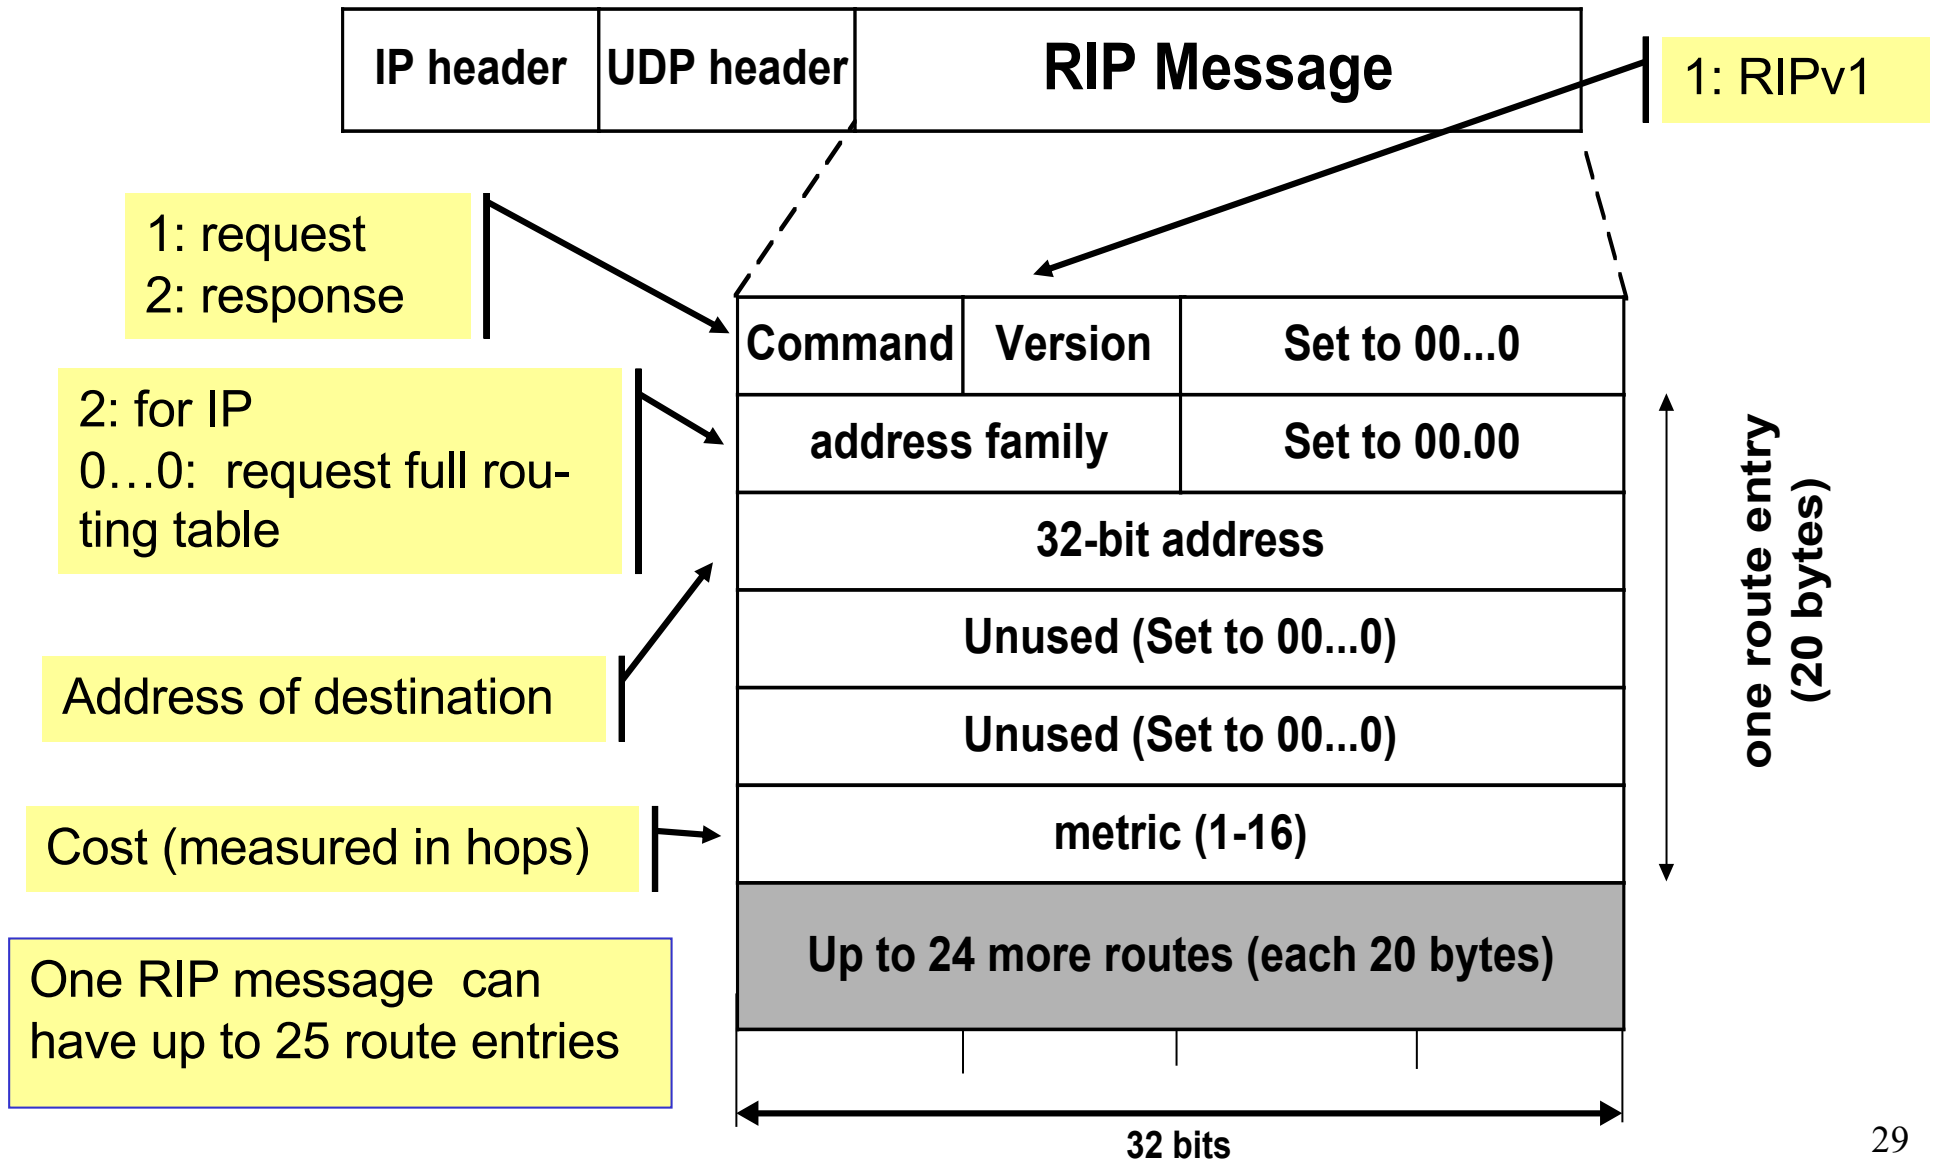 IP header
UDP header
RIP Message
1: RIPv1
1: request
2: response
Command
Version
Set to 00...0
2: for IP
0…0:  request full rou-
ting table
address family
Set to 00.00
32-bit address
Unused (Set to 00...0)
Address of destination
Unused (Set to 00...0)
Cost (measured in hops)
metric (1-16)
one route entry
(20 bytes)
Up to 24 more routes (each 20 bytes)
One RIP message  can
have up to 25 route entries
32 bits
29